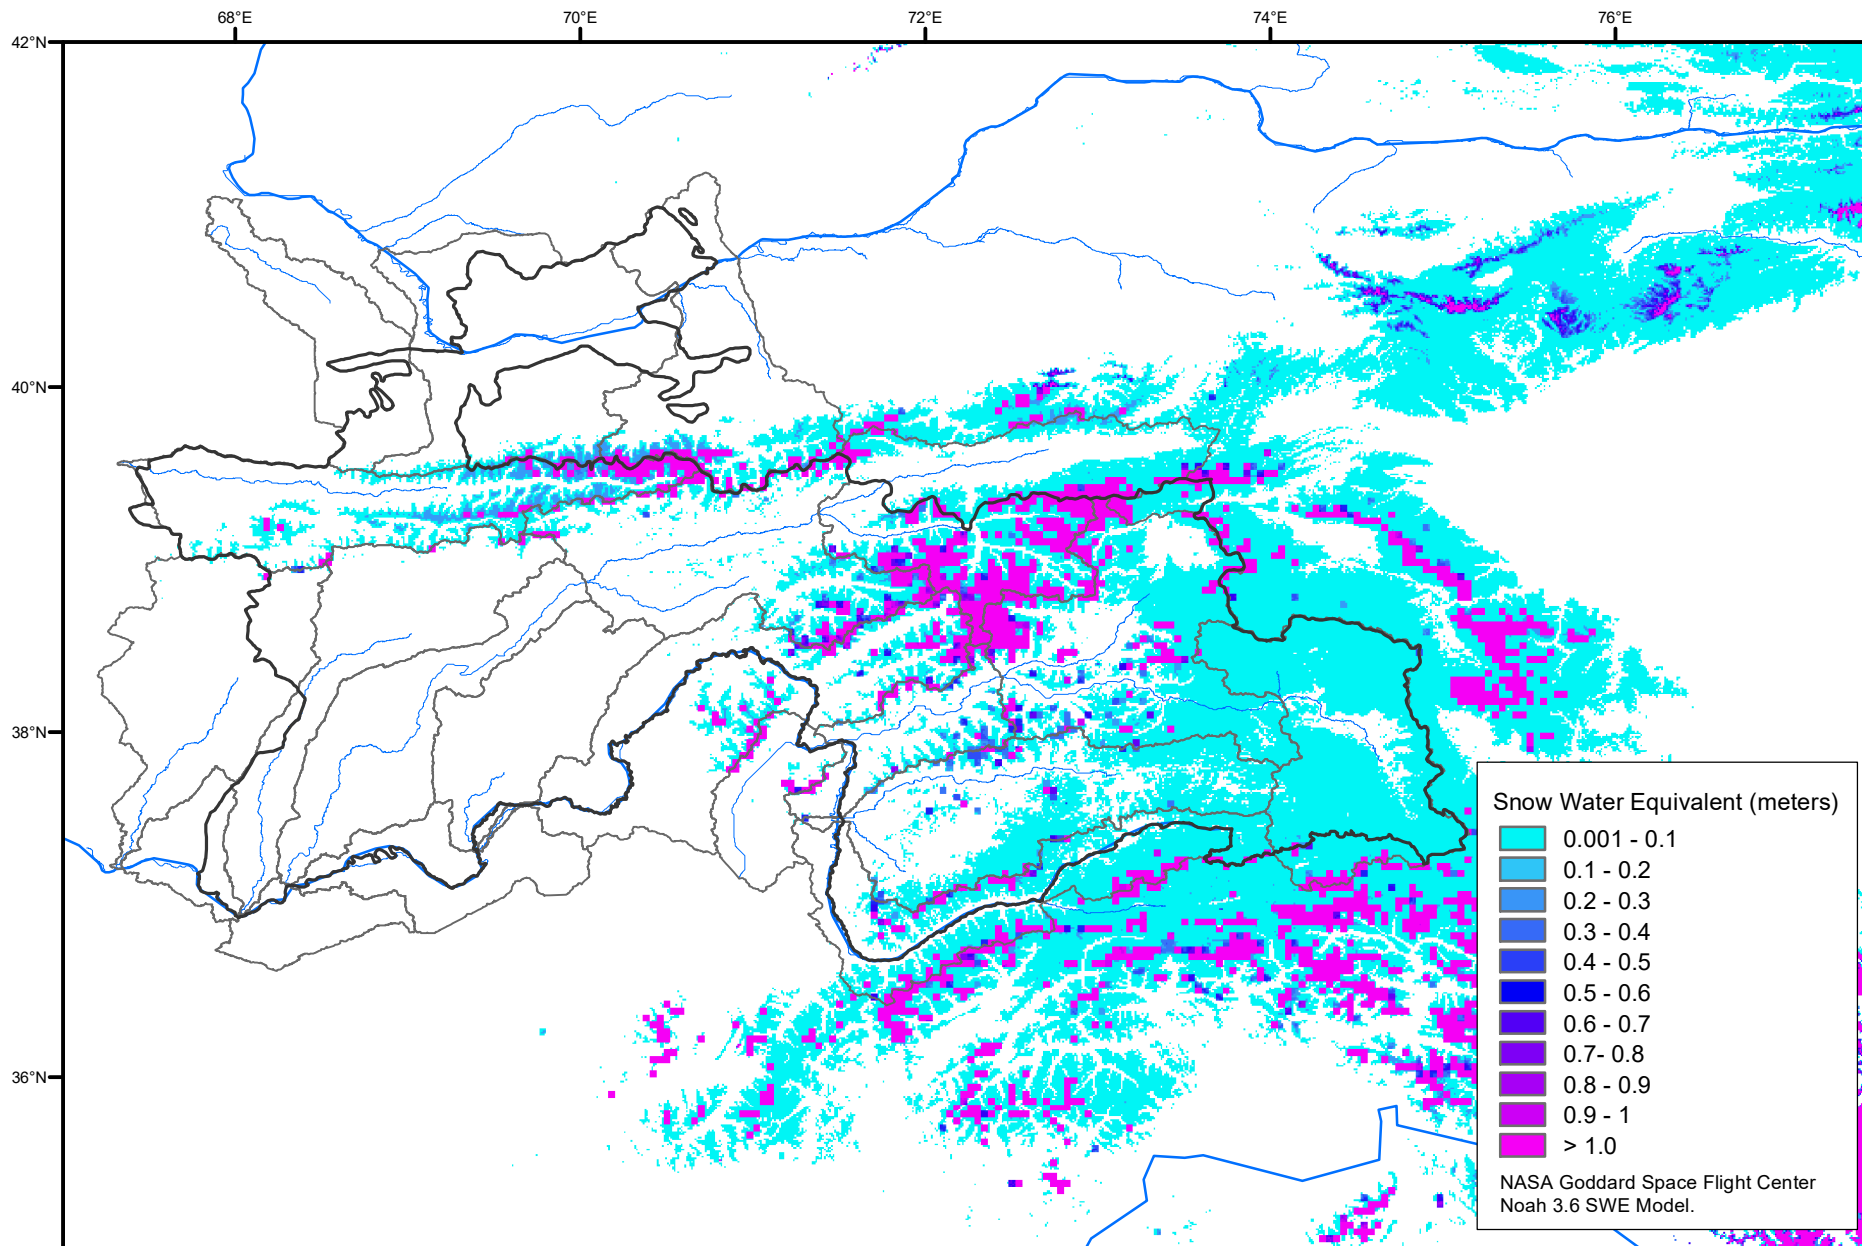 68°E 70°E 72°E 74°E 76°E
42°N
40°N
38°N
36°N
Snow Water Equivalent (meters)
0.001 - 0.1
0.1 - 0.2
0.2 - 0.3
0.3 - 0.4
0.4 - 0.5
0.5 - 0.6
0.6 - 0.7
0.7- 0.8
0.8 - 0.9
0.9 - 1
> 1.0
NASA Goddard Space Flight Center
Noah 3.6 SWE Model.